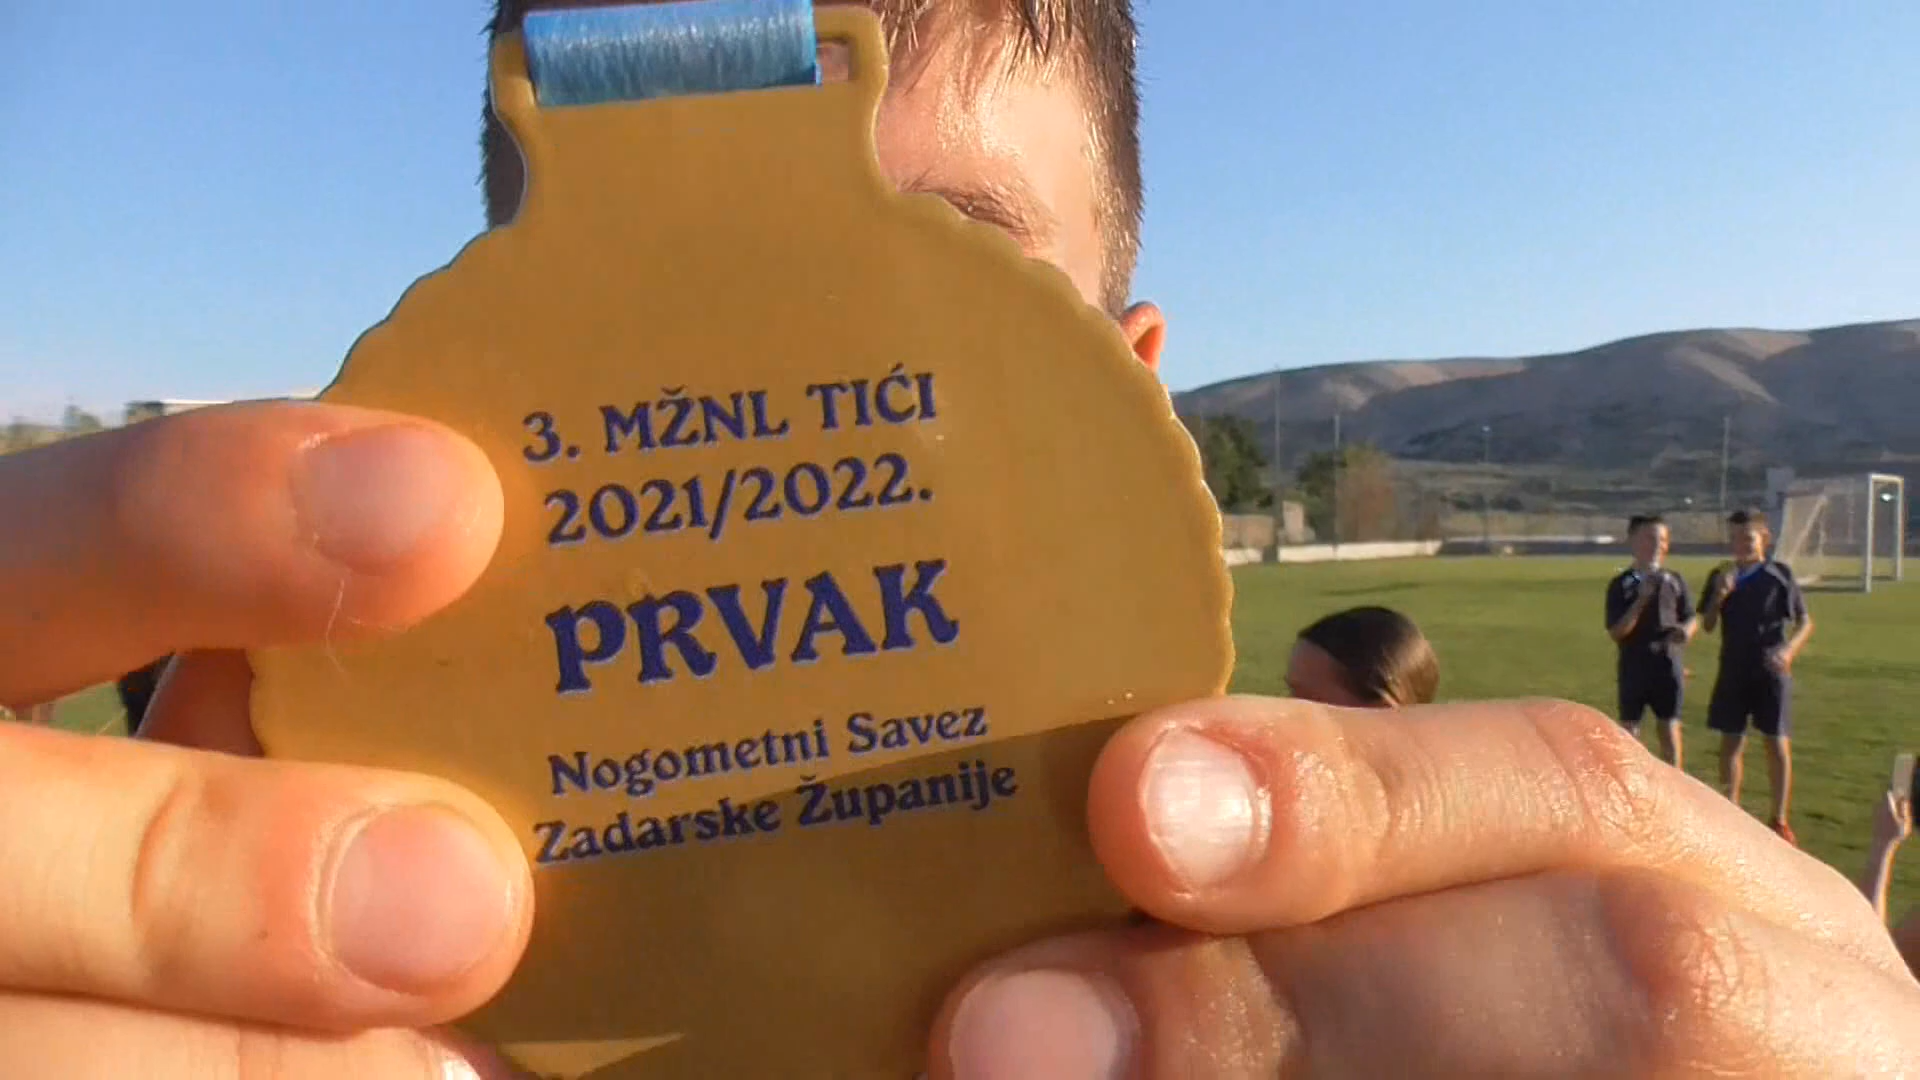 3. MŽNL TIĆI
2021/2022.
PRVAK
Nogometni Savez
Zadarske Županije